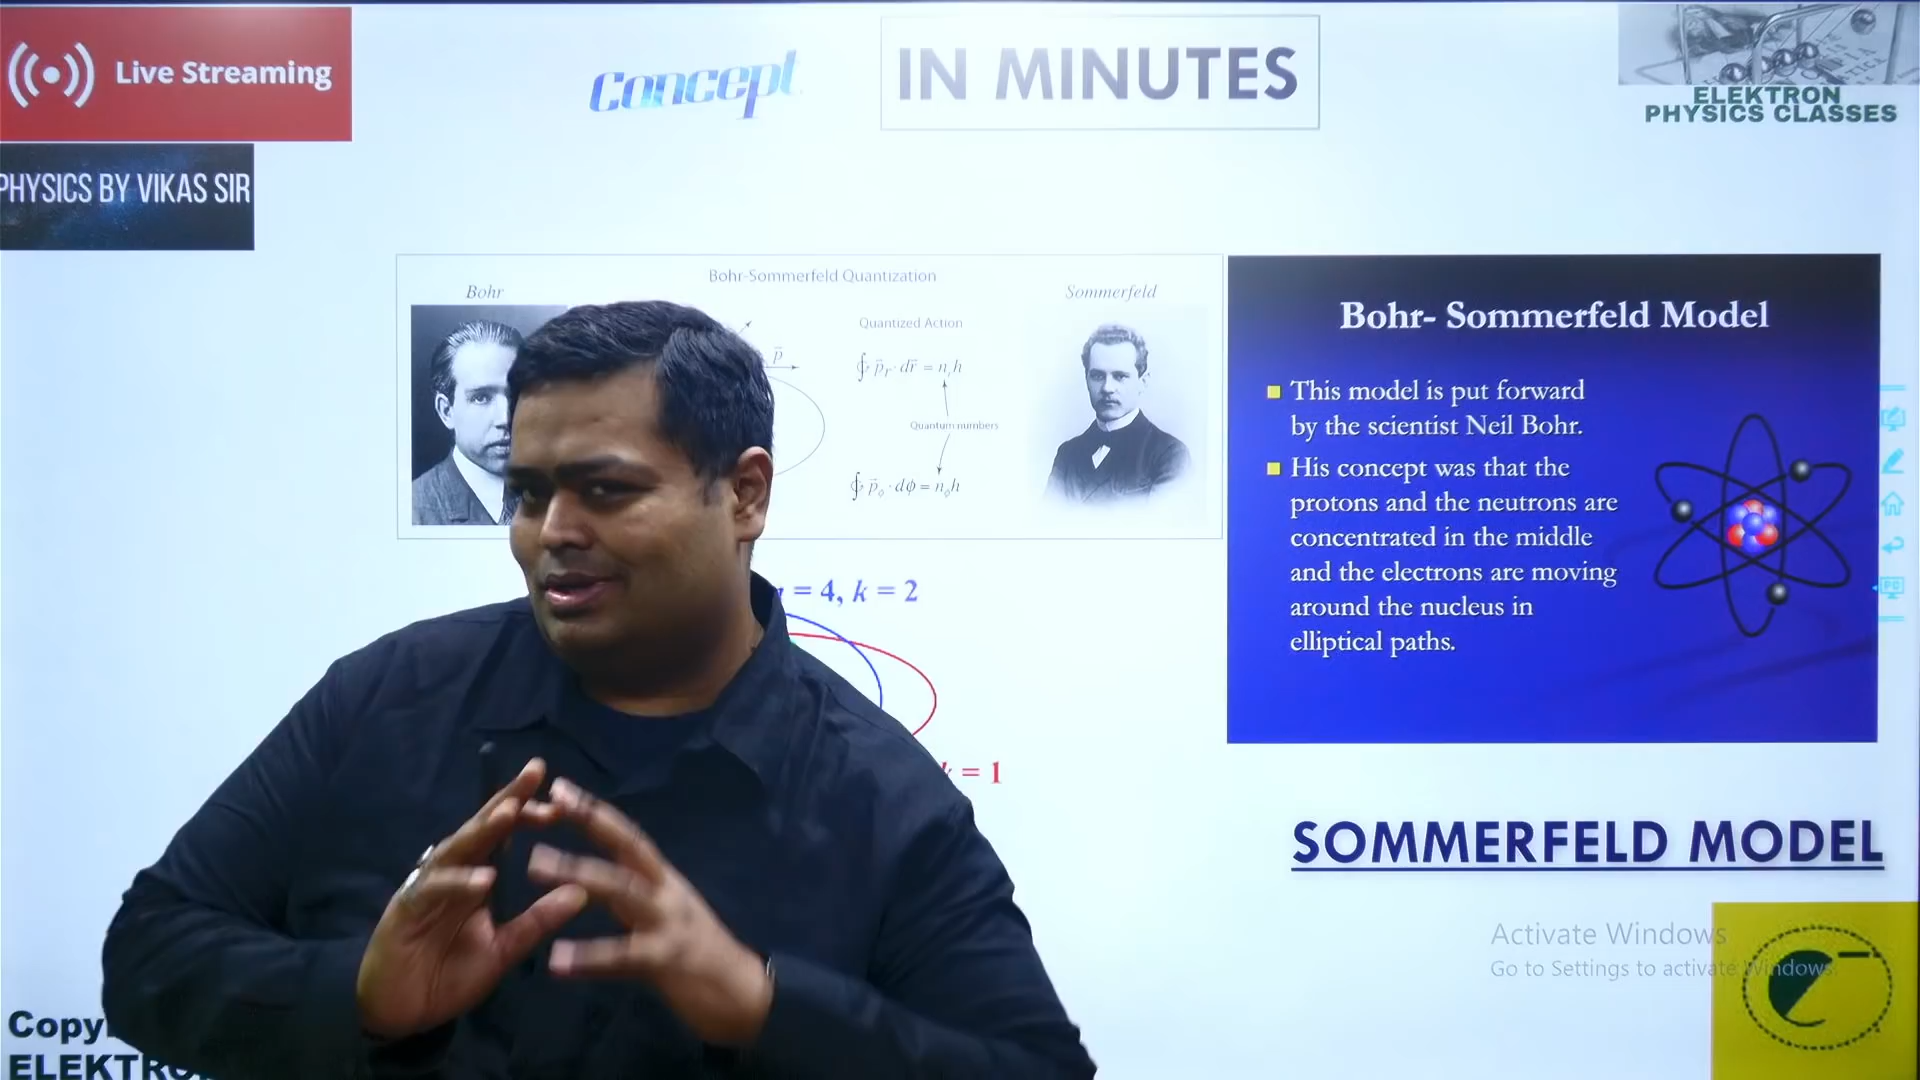 Live Streaming
Concept
IN MINUTES
ELEKTRON
PHYSICS CLASSES
PHYSICS BY VIKAS SIR
Bohr-Sommerfeld Quantization
Bohr
Sommerfeld
Quantized Action
p⃗
∮ p⃗r · dr⃗ = nrh
Quantum numbers
∮ p⃗ϕ · dϕ = nϕh
= 4, k = 2
k = 1
Bohr- Sommerfeld Model
This model is put forward
by the scientist Neil Bohr.
His concept was that the
protons and the neutrons are
concentrated in the middle
and the electrons are moving
around the nucleus in
elliptical paths.
PC
SOMMERFELD MODEL
Activate Windows
Go to Settings to activate Windows.